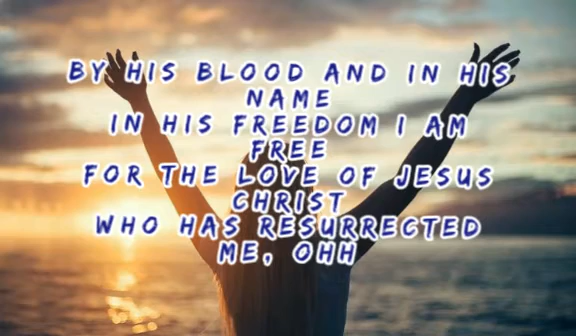 BY HIS BLOOD AND IN HIS
NAME
IN HIS FREEDOM I AM
FREE
FOR THE LOVE OF JESUS
CHRIST
WHO HAS RESURRECTED
ME, OHH